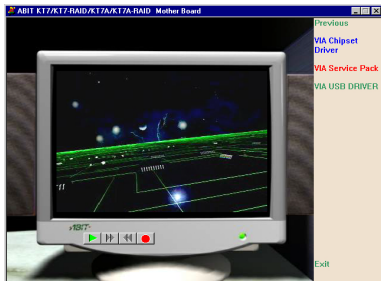 ABIT KT7/KT7-RAID/KT7A/KT7A-RAID Mother Board
Previous
VIA Chipset
Driver
VIA Service Pack
VIA USB DRIVER
ABIT
Exit